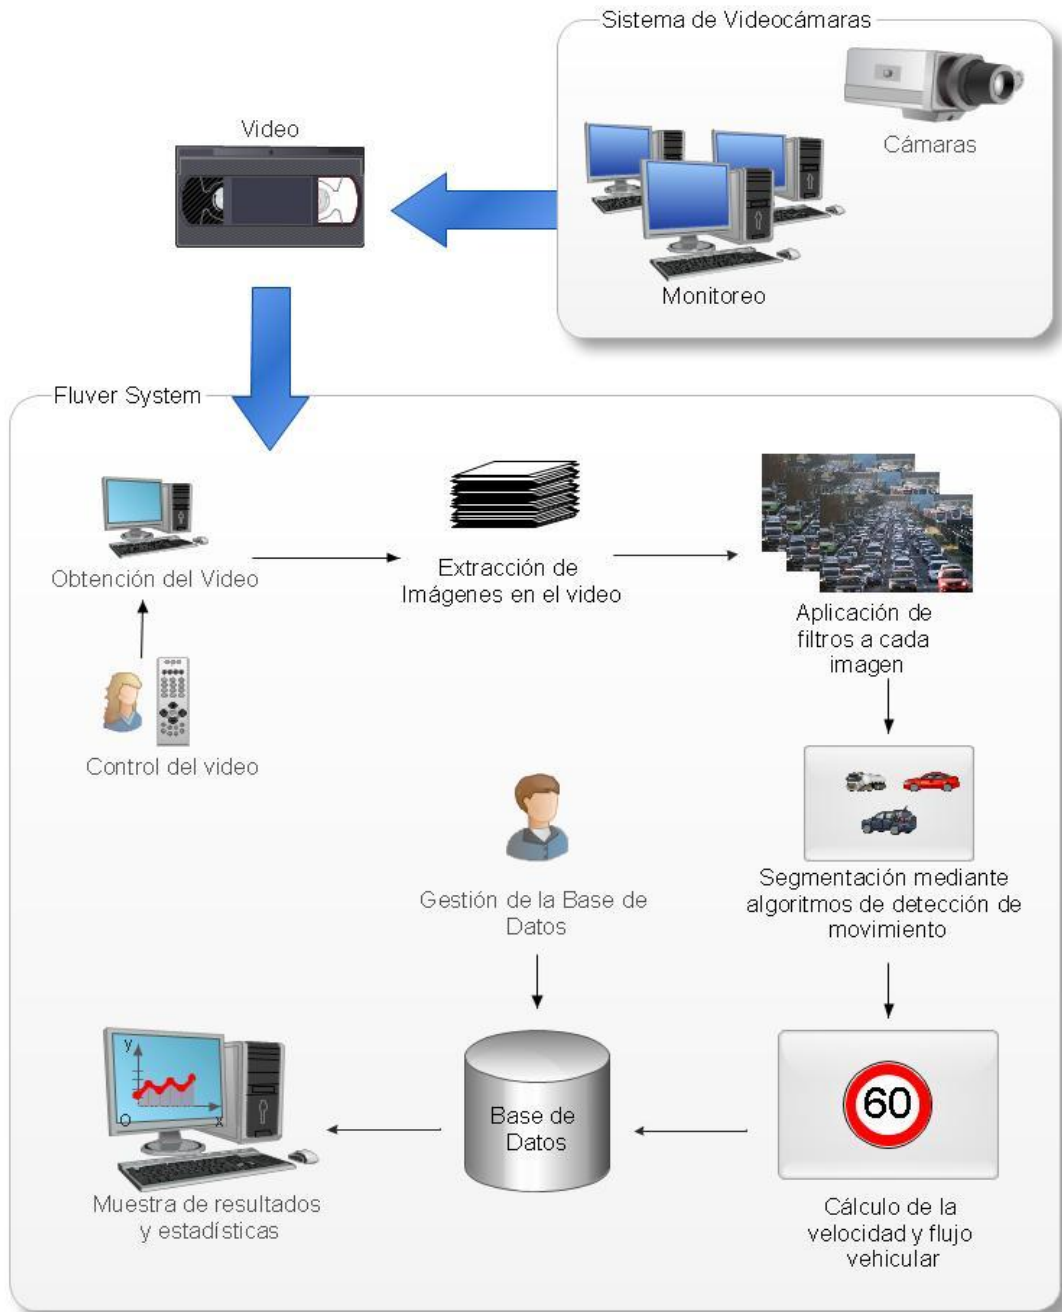 Sistema de Videocámaras
Cámaras
Video
Monitoreo
Fluver System
Obtención del Video
Extracción de
Imágenes en el video
Aplicación de
filtros a cada
imagen
Control del video
Gestión de la Base de
Datos
Segmentación mediante
algoritmos de detección de
movimiento
y
O
x
Muestra de resultados
y estadísticas
Base de
Datos
60
Cálculo de la
velocidad y flujo
vehicular